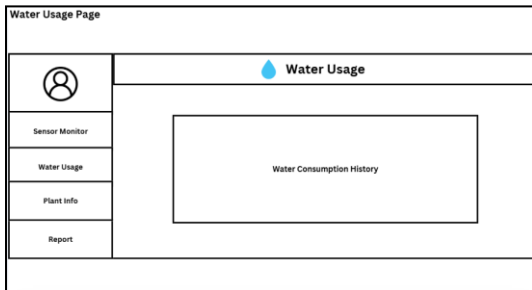 Water Usage Page
Water Usage
Sensor Monitor
Water Usage
Plant Info
Report
Water Consumption History